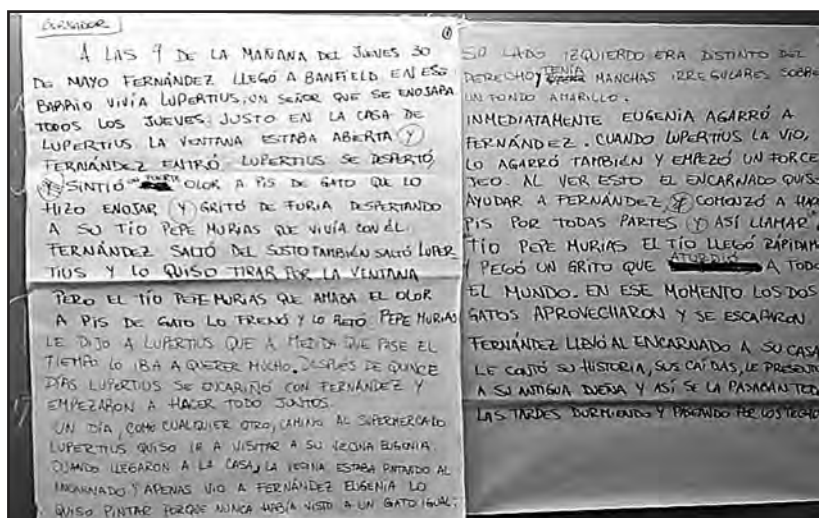 BORRADOR
①
A LAS 9 DE LA MAÑANA DEL JUEVES 30
DE MAYO FERNÁNDEZ LLEGÓ A BANFIELD EN ESE
BARRIO VIVÍA LUPERTIUS, UN SEÑOR QUE SE ENOJABA
TODOS LOS JUEVES. JUSTO EN LA CASA DE
LUPERTIUS LA VENTANA ESTABA ABIERTA Y
FERNÁNDEZ ENTRÓ. LUPERTIUS SE DESPERTÓ,
Y SINTIÓ UN FUERTE OLOR A PIS DE GATO QUE LO
HIZO ENOJAR Y GRITÓ DE FURIA DESPERTANDO
A SU TÍO PEPE MURIAS QUE VIVÍA CON ÉL.
FERNÁNDEZ SALTÓ DEL SUSTO TAMBIÉN SALTÓ LUPER
TIUS Y LO QUISO TIRAR POR LA VENTANA
PERO EL TÍO PEPE MURIAS QUE AMABA EL OLOR
A PIS DE GATO LO FRENÓ Y LO RETÓ. PEPE MURIAS
LE DIJO A LUPERTIUS QUE A MEDIDA QUE PASE EL
TIEMPO LO IBA A QUERER MUCHO. DESPUÉS DE QUINCE
DÍAS LUPERTIUS SE ENCARIÑÓ CON FERNÁNDEZ Y
EMPEZARON A HACER TODO JUNTOS.
UN DÍA, COMO CUALQUIER OTRO, CAMINO AL SUPERMERCADO
LUPERTIUS QUISO IR A VISITAR A SU VECINA EUGENIA.
CUANDO LLEGARON A LA CASA, LA VECINA ESTABA PINTANDO AL
ENCARNADO Y APENAS VIO A FERNÁNDEZ EUGENIA LO
QUISO PINTAR PORQUE NUNCA HABÍA VISTO A UN GATO IGUAL:
SU LADO IZQUIERDO ERA DISTINTO DEL
DERECHO, TENÍA MANCHAS IRREGULARES SOBRE
UN FONDO AMARILLO.
INMEDIATAMENTE EUGENIA AGARRÓ A
FERNÁNDEZ. CUANDO LUPERTIUS LA VIO,
LO AGARRÓ TAMBIÉN Y EMPEZÓ UN FORCE
JEO. AL VER ESTO EL ENCARNADO QUISO
AYUDAR A FERNÁNDEZ Y COMENZÓ A HA
PIS POR TODAS PARTES Y ASÍ LLAMAR A
TÍO PEPE MURIAS EL TÍO LLEGÓ RÁPIDAM
Y PEGÓ UN GRITO QUE ATURDIÓ A TODO
EL MUNDO. EN ESE MOMENTO LOS DOS
GATOS APROVECHARON Y SE ESCAPARON
FERNÁNDEZ LLEVÓ AL ENCARNADO A SU CASA
LE CONTÓ SU HISTORIA, SUS CAÍDAS, LE PRESENTÓ
A SU ANTIGUA DUEÑA Y ASÍ SE LA PASABAN TODA
LAS TARDES DURMIENDO Y PASEANDO POR LOS TECHO